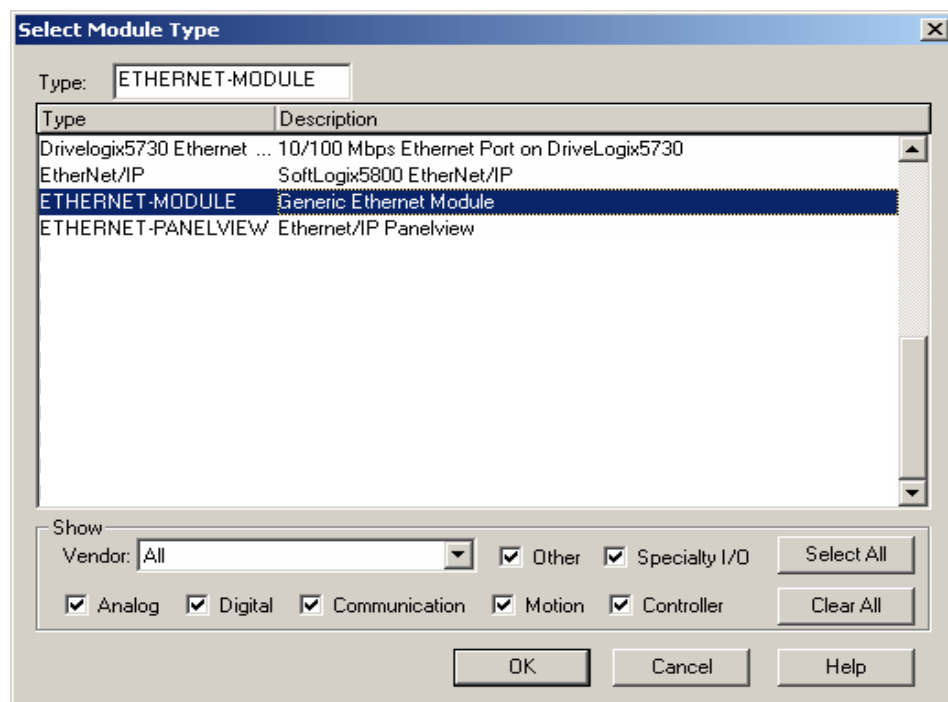 Select Module Type
Type: ETHERNET-MODULE
Type Description
Drivelogix5730 Ethernet ... 10/100 Mbps Ethernet Port on DriveLogix5730
EtherNet/IP SoftLogix5800 EtherNet/IP
ETHERNET-MODULE Generic Ethernet Module
ETHERNET-PANELVIEW Ethernet/IP Panelview
Show
Vendor: All Other Specialty I/O Select All
Analog Digital Communication Motion Controller Clear All
OK Cancel Help